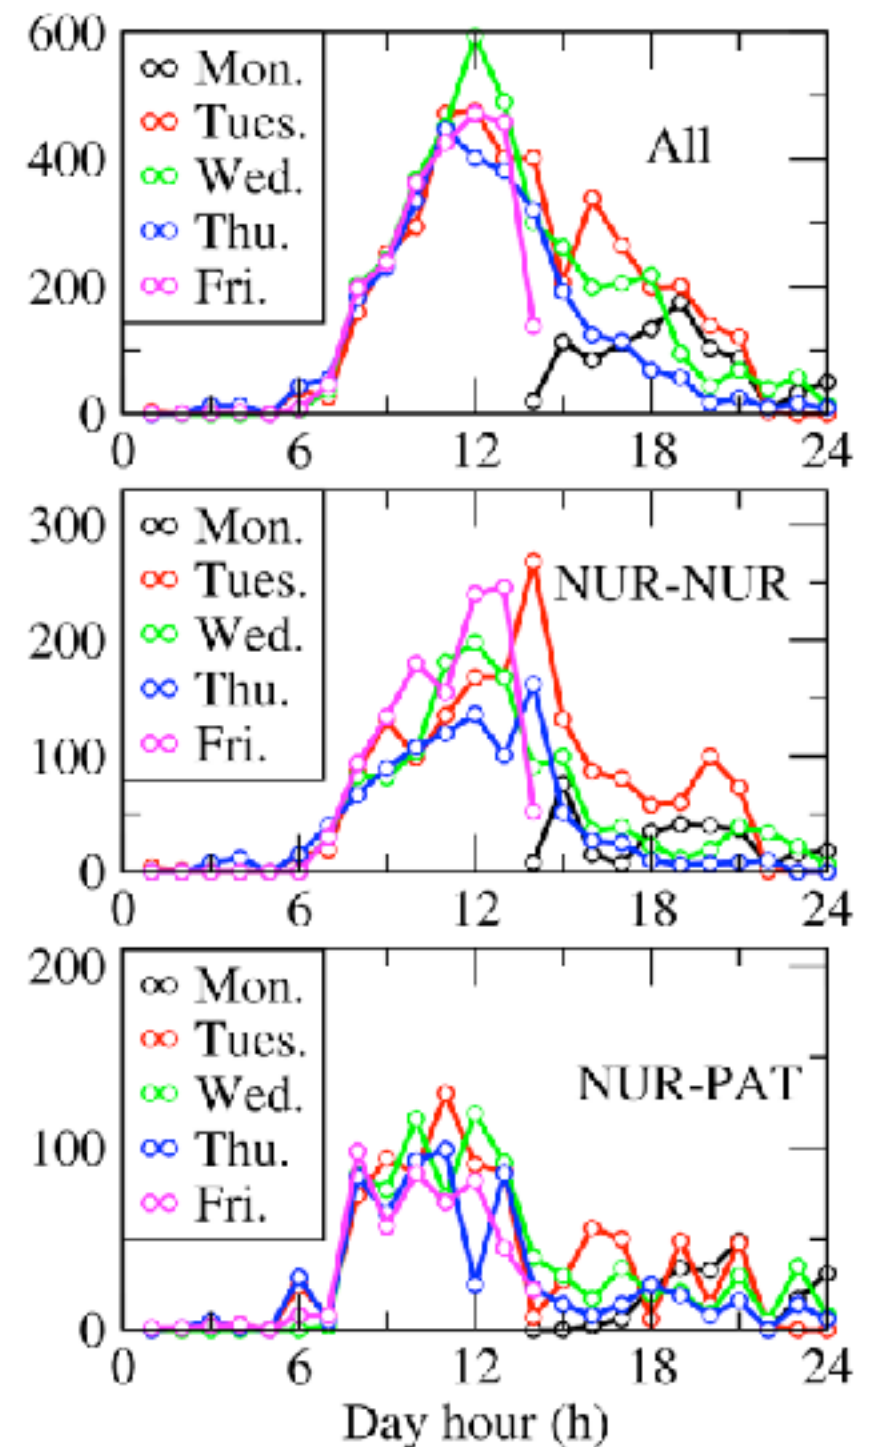 600
400
200
0
Mon.
Tues.
Wed.
Thu.
Fri.
All
0 6 12 18 24
300
200
100
0
Mon.
Tues.
Wed.
Thu.
Fri.
NUR-NUR
0 6 12 18 24
200
100
0
Mon.
Tues.
Wed.
Thu.
Fri.
NUR-PAT
0 6 12 18 24
Day hour (h)